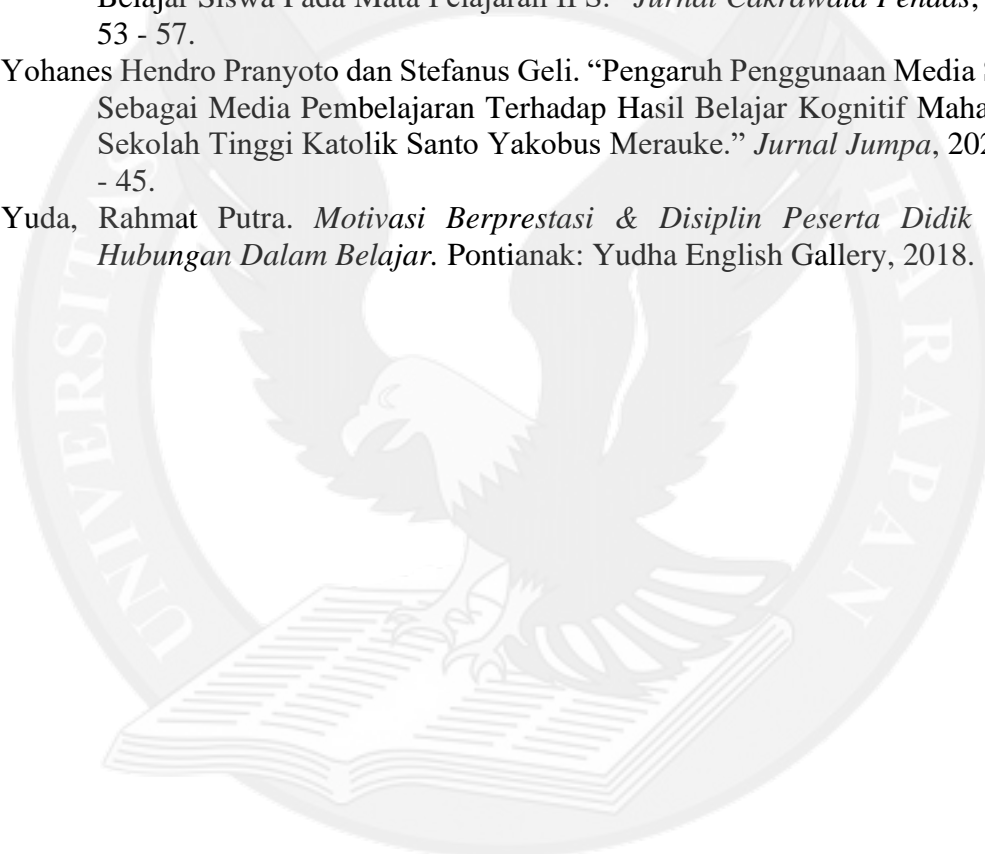 Belajar Siswa Pada Mata Pelajaran IPS." Jurnal Cakrawala Pendas,
53 - 57.
Yohanes Hendro Pranyoto dan Stefanus Geli. “Pengaruh Penggunaan Media
Sebagai Media Pembelajaran Terhadap Hasil Belajar Kognitif
Sekolah Tinggi Katolik Santo Yakobus Merauke.” Jurnal Jumpa,
- 45.
Yuda, Rahmat Putra. Motivasi Berprestasi & Disiplin Peserta Didik
Hubungan Dalam Belajar. Pontianak: Yudha English Gallery, 2018.
UNIVERSITAS
HARAPAN